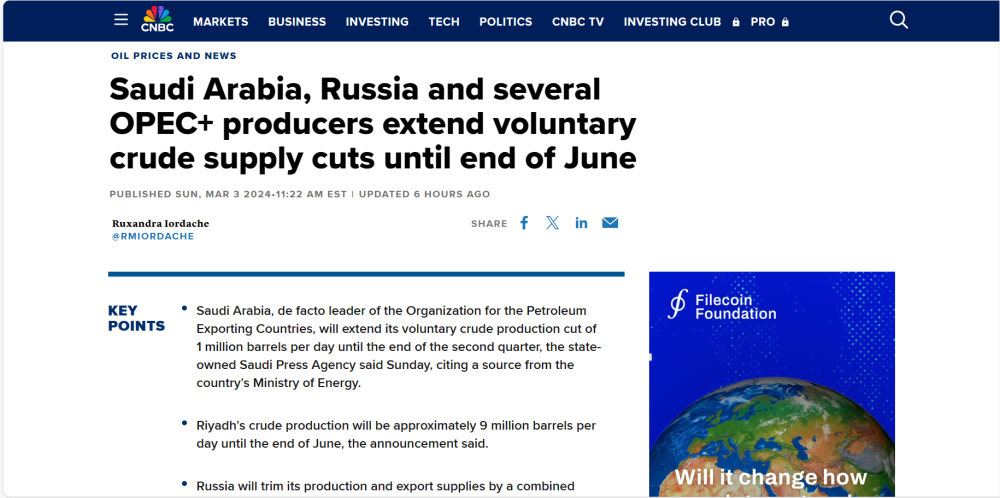 CNBC
MARKETS BUSINESS INVESTING TECH POLITICS CNBC TV INVESTING CLUB PRO
OIL PRICES AND NEWS
Saudi Arabia, Russia and several
OPEC+ producers extend voluntary
crude supply cuts until end of June
PUBLISHED SUN, MAR 3 2024•11:22 AM EST | UPDATED 6 HOURS AGO
Ruxandra Iordache
@RMIORDACHE
SHARE
KEY
POINTS
• Saudi Arabia, de facto leader of the Organization for the Petroleum
Exporting Countries, will extend its voluntary crude production cut of
1 million barrels per day until the end of the second quarter, the state-
owned Saudi Press Agency said Sunday, citing a source from the
country's Ministry of Energy.
• Riyadh's crude production will be approximately 9 million barrels per
day until the end of June, the announcement said.
• Russia will trim its production and export supplies by a combined
Filecoin
Foundation
Will it change how